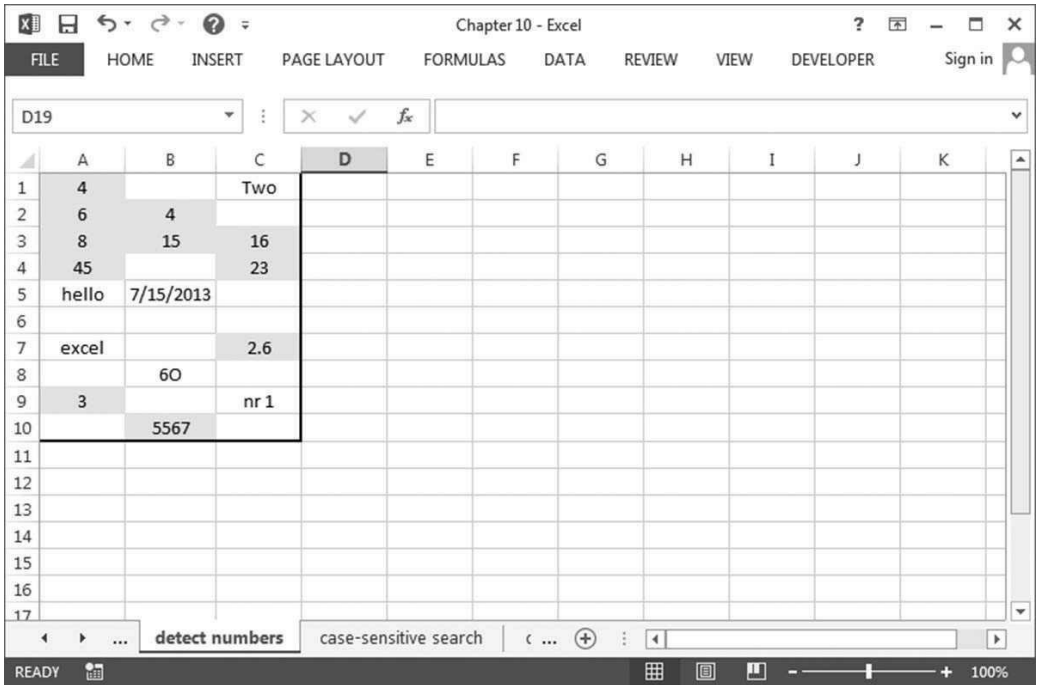 Chapter 10 - Excel ?
FILE HOME INSERT PAGE LAYOUT FORMULAS DATA REVIEW VIEW DEVELOPER Sign in
D19 fx
A B C D E F G H I J K
1 4 Two
2 6 4
3 8 15 16
4 45 23
5 hello 7/15/2013
6
7 excel 2.6
8 6O
9 3 nr 1
10 5567
11
12
13
14
15
16
17
... detect numbers case-sensitive search c ...
READY 100%